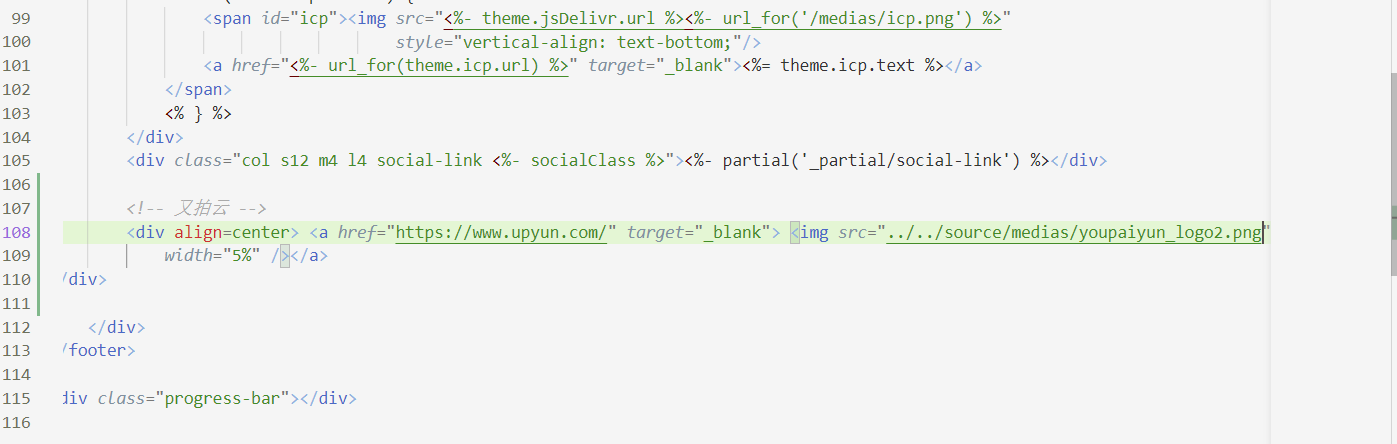 99 <span id="icp"><img src="<%- theme.jsDelivr.url %><%- url_for('/medias/icp.png') %>"
100 style="vertical-align: text-bottom;"/>
101 <a href="<%- url_for(theme.icp.url) %>" target="_blank"><%= theme.icp.text %></a>
102 </span>
103 <% } %>
104 </div>
105 <div class="col s12 m4 l4 social-link <%- socialClass %>"><%- partial('_partial/social-link') %></div>
106
107 <!-- 又拍云 -->
108 <div align=center> <a href="https://www.upyun.com/" target="_blank"> <img src="../../source/medias/youpaiyun_logo2.png"
109 width="5%" /></a>
110 /div>
111
112 </div>
113 /footer>
114
115 div class="progress-bar"></div>
116